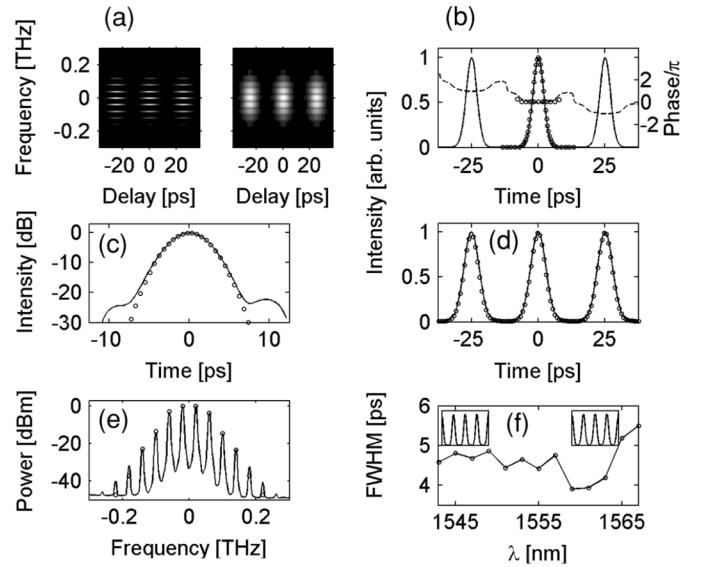 (a)
Frequency [THz]
0.2
0
-0.2
-20 0 20
-20 0 20
Delay [ps]
Delay [ps]
(b)
1
0.5
0
4
2
0
-2
-4
Phase/π
-25 0 25
Time [ps]
Intensity [arb. units]
(c)
Intensity [dB]
0
-10
-20
-30
-10 0 10
Time [ps]
(d)
1
0.5
0
-25 0 25
Time [ps]
(e)
Power [dBm]
0
-20
-40
-0.2 0 0.2
Frequency [THz]
(f)
FWHM [ps]
6
5
4
1545 1555 1565
λ [nm]